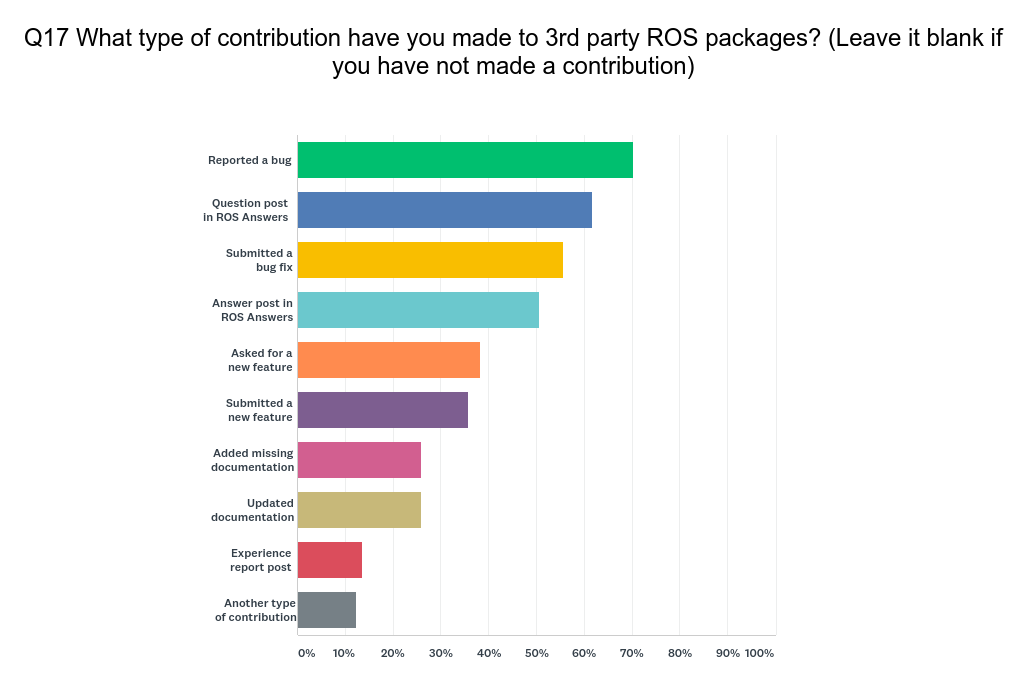 Q17 What type of contribution have you made to 3rd party ROS packages? (Leave it blank if
you have not made a contribution)
Reported a bug
Question post
in ROS Answers
Submitted a
bug fix
Answer post in
ROS Answers
Asked for a
new feature
Submitted a
new feature
Added missing
documentation
Updated
documentation
Experience
report post
Another type
of contribution
0% 10% 20% 30% 40% 50% 60% 70% 80% 90% 100%